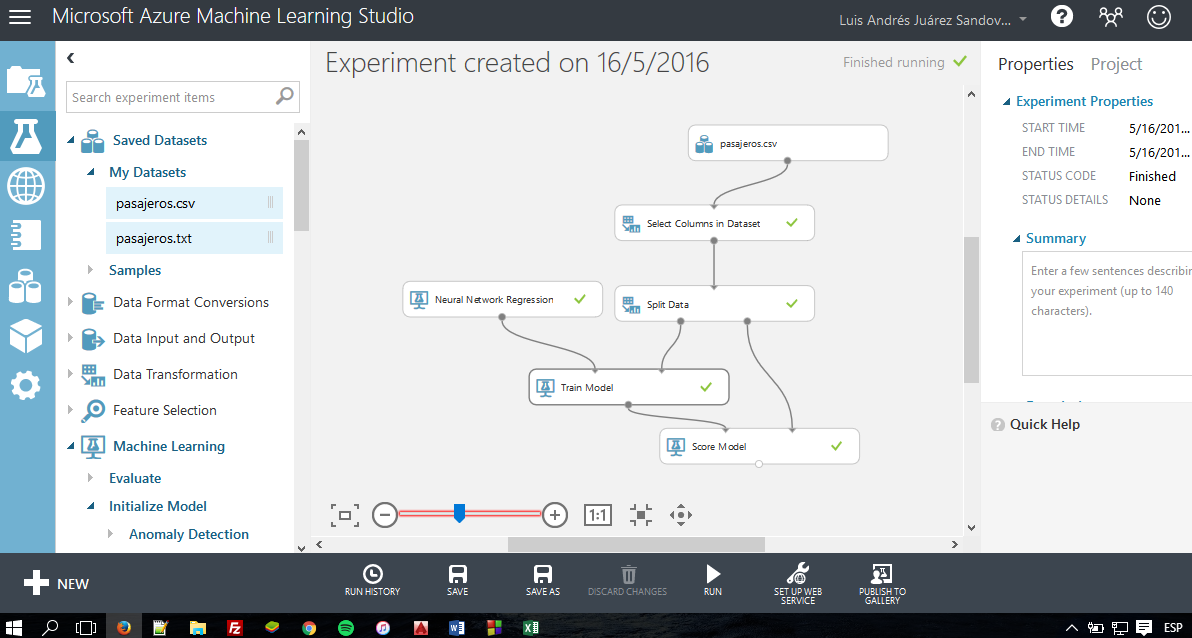 Microsoft Azure Machine Learning Studio
Luis Andrés Juárez Sandov...
Search experiment items
Saved Datasets
My Datasets
pasajeros.csv
pasajeros.txt
Samples
Data Format Conversions
Data Input and Output
Data Transformation
Feature Selection
Machine Learning
Evaluate
Initialize Model
Anomaly Detection
Experiment created on 16/5/2016
Finished running
pasajeros.csv
Select Columns in Dataset
Neural Network Regression
Split Data
Train Model
Score Model
1:1
Properties Project
Experiment Properties
START TIME 5/16/201...
END TIME 5/16/201...
STATUS CODE Finished
STATUS DETAILS None
Summary
Enter a few sentences describin
your experiment (up to 140
characters).
Quick Help
NEW
RUN HISTORY
SAVE
SAVE AS
DISCARD CHANGES
RUN
SET UP WEB
SERVICE
PUBLISH TO
GALLERY
ESP